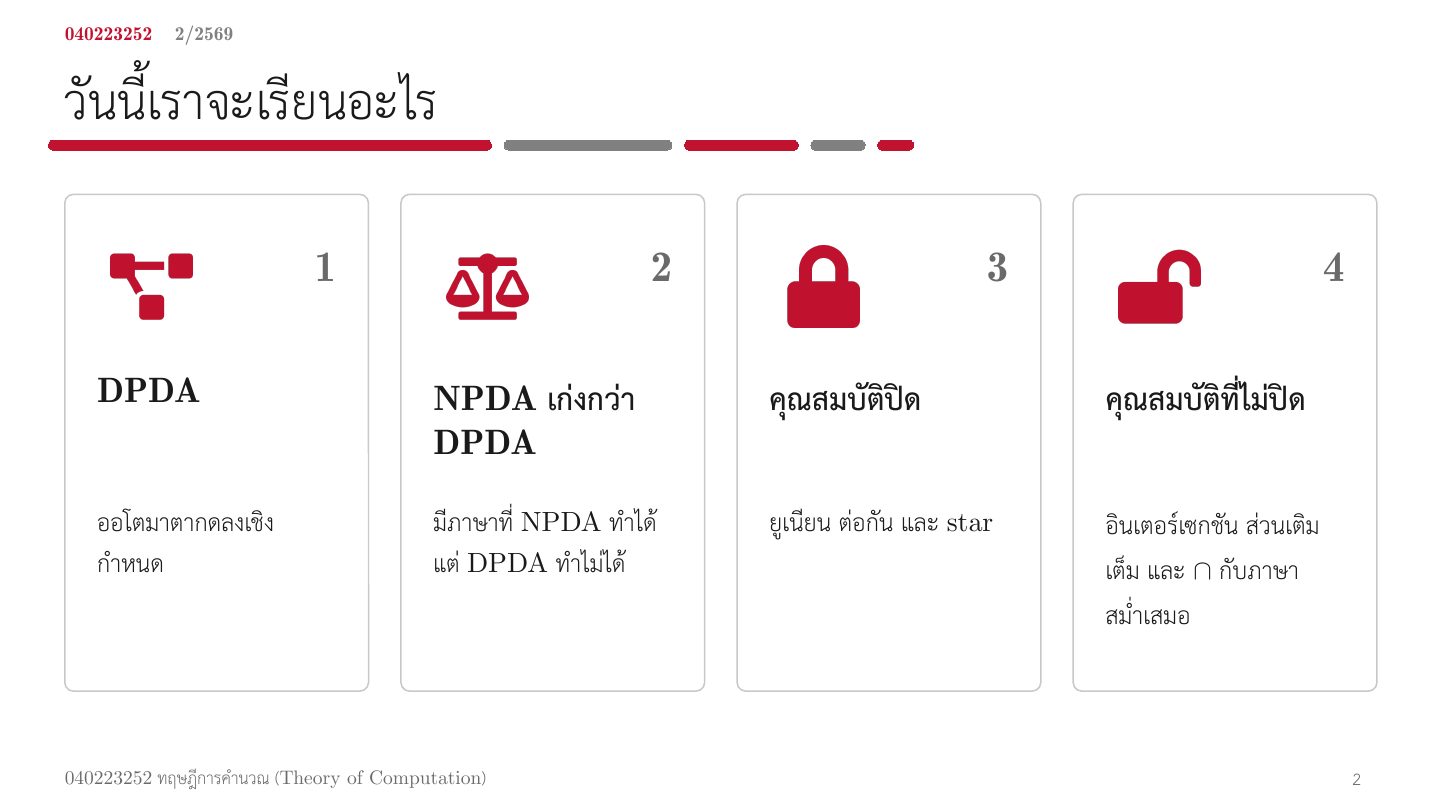 040223252 2/2569
วันนี้เราจะเรียนอะไร
1
DPDA
ออโตมาตากดลงเชิง
กำหนด
2
NPDA เก่งกว่า
DPDA
มีภาษาที่ NPDA ทำได้
แต่ DPDA ทำไม่ได้
3
คุณสมบัติปิด
ยูเนียน ต่อกัน และ star
4
คุณสมบัติที่ไม่ปิด
อินเตอร์เซกชัน ส่วนเติม
เต็ม และ ∩ กับภาษา
สม่ำเสมอ
040223252 ทฤษฎีการคำนวณ (Theory of Computation)
2